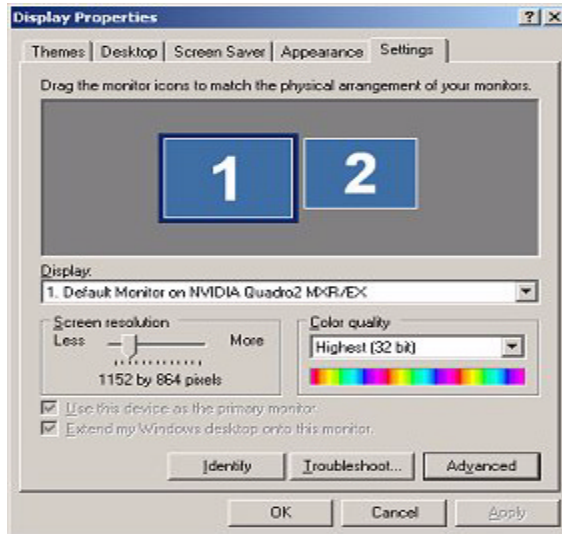 Display Properties
Themes Desktop Screen Saver Appearance Settings
Drag the monitor icons to match the physical arrangement of your monitors.
1 2
Display:
1. Default Monitor on NVIDIA Quadro2 MXR/EX
Screen resolution Color quality
Less More Highest (32 bit)
1152 by 864 pixels
Use this device as the primary monitor.
Extend my Windows desktop onto this monitor.
Identify Troubleshoot... Advanced
OK Cancel Apply